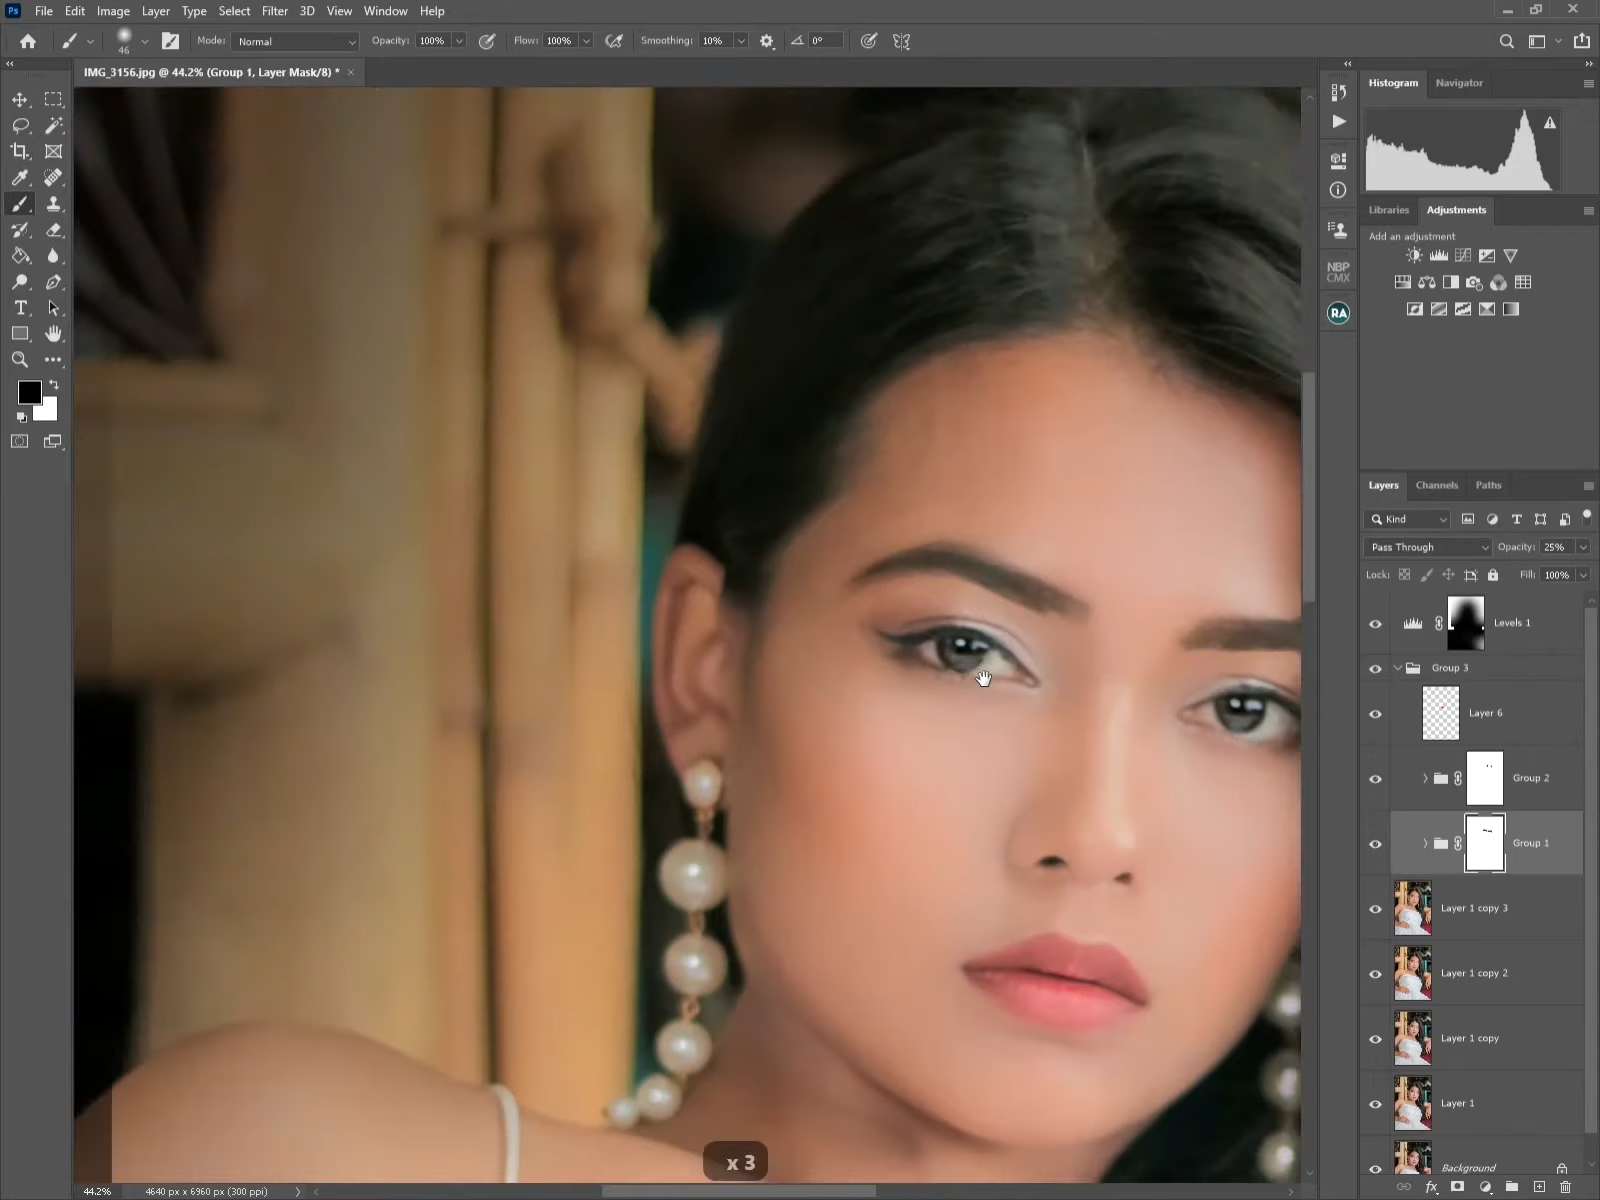 Ps File Edit Image Layer Type Select Filter 3D View Window Help
46 Mode: Normal Opacity: 100% Flow: 100% Smoothing: 10% 0°
IMG_3156.jpg @ 44.2% (Group 1, Layer Mask/8) * ×
Histogram Navigator
Libraries Adjustments
Add an adjustment
NBP
CMX
RA
Layers Channels Paths
Kind
Pass Through Opacity: 25%
Lock: Fill: 100%
Levels 1
Group 3
Layer 6
Group 2
Group 1
Layer 1 copy 3
Layer 1 copy 2
Layer 1 copy
Layer 1
Background
x 3
44.2% 4640 px x 6960 px (300 ppi)